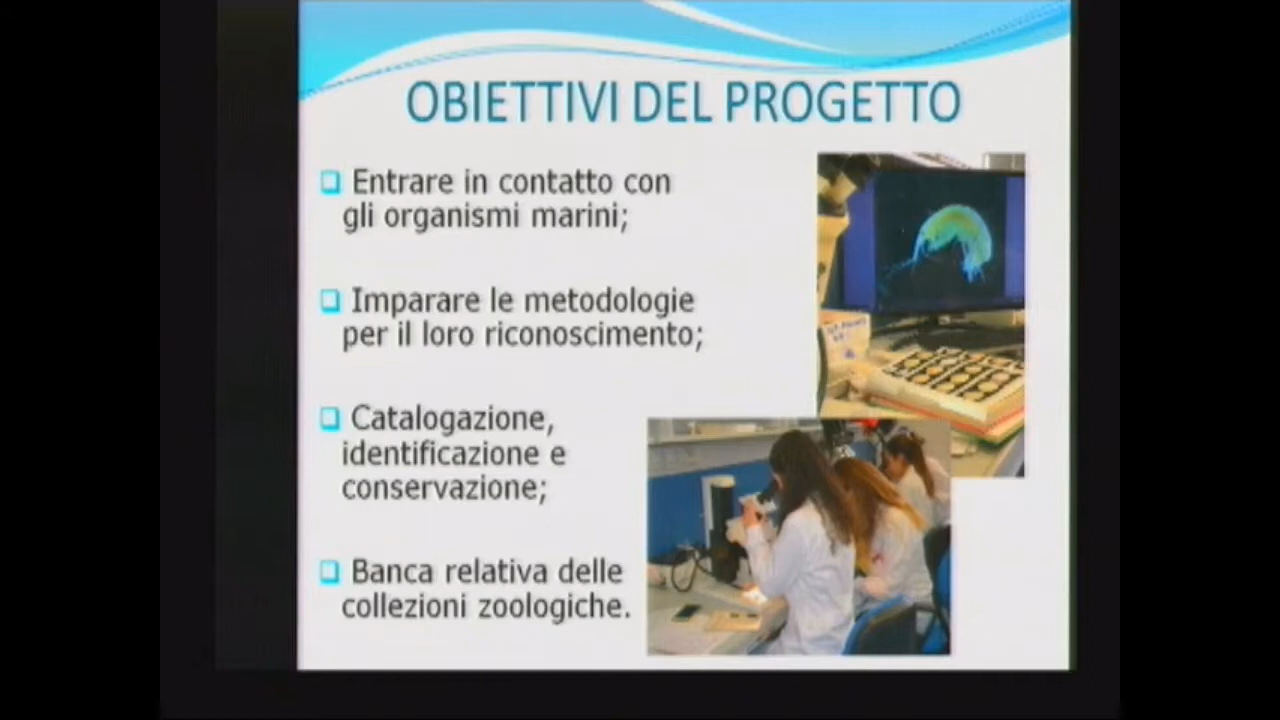 OBIETTIVI DEL PROGETTO
❑ Entrare in contatto con
gli organismi marini;
❑ Imparare le metodologie
per il loro riconoscimento;
❑ Catalogazione,
identificazione e
conservazione;
❑ Banca relativa delle
collezioni zoologiche.